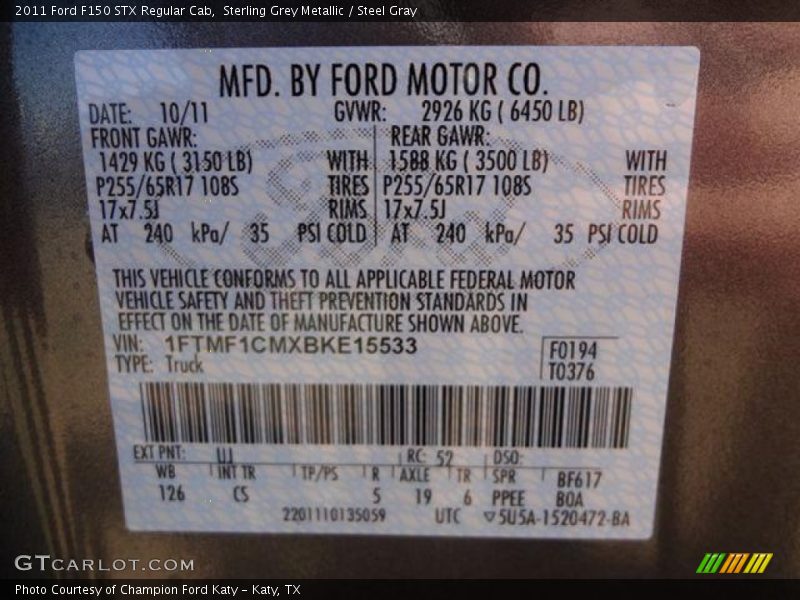 2011 Ford F150 STX Regular Cab,  Sterling Grey Metallic / Steel Gray
MFD. BY FORD MOTOR CO.
DATE: 10/11 GVWR: 2926 KG ( 6450 LB)
FRONT GAWR: REAR GAWR:
1429 KG ( 3150 LB) WITH 1588 KG ( 3500 LB) WITH
P255/65R17 108S TIRES P255/65R17 108S TIRES
17x7.5J RIMS 17x7.5J RIMS
AT 240 kPa/ 35 PSI COLD AT 240 kPa/ 35 PSI COLD
THIS VEHICLE CONFORMS TO ALL APPLICABLE FEDERAL MOTOR
VEHICLE SAFETY AND THEFT PREVENTION STANDARDS IN
EFFECT ON THE DATE OF MANUFACTURE SHOWN ABOVE.
VIN: 1FTMF1CMXBKE15533 F0194
TYPE: Truck T0376
EXT PNT: UJ RC: 52 DSO:
WB INT TR TP/PS R AXLE TR SPR BF617
126 CS 5 19 6 PPEE BOA
2201110135059 UTC ▽5U5A-1520472-BA
GTCARLOT.COM
Photo Courtesy of Champion Ford Katy - Katy, TX